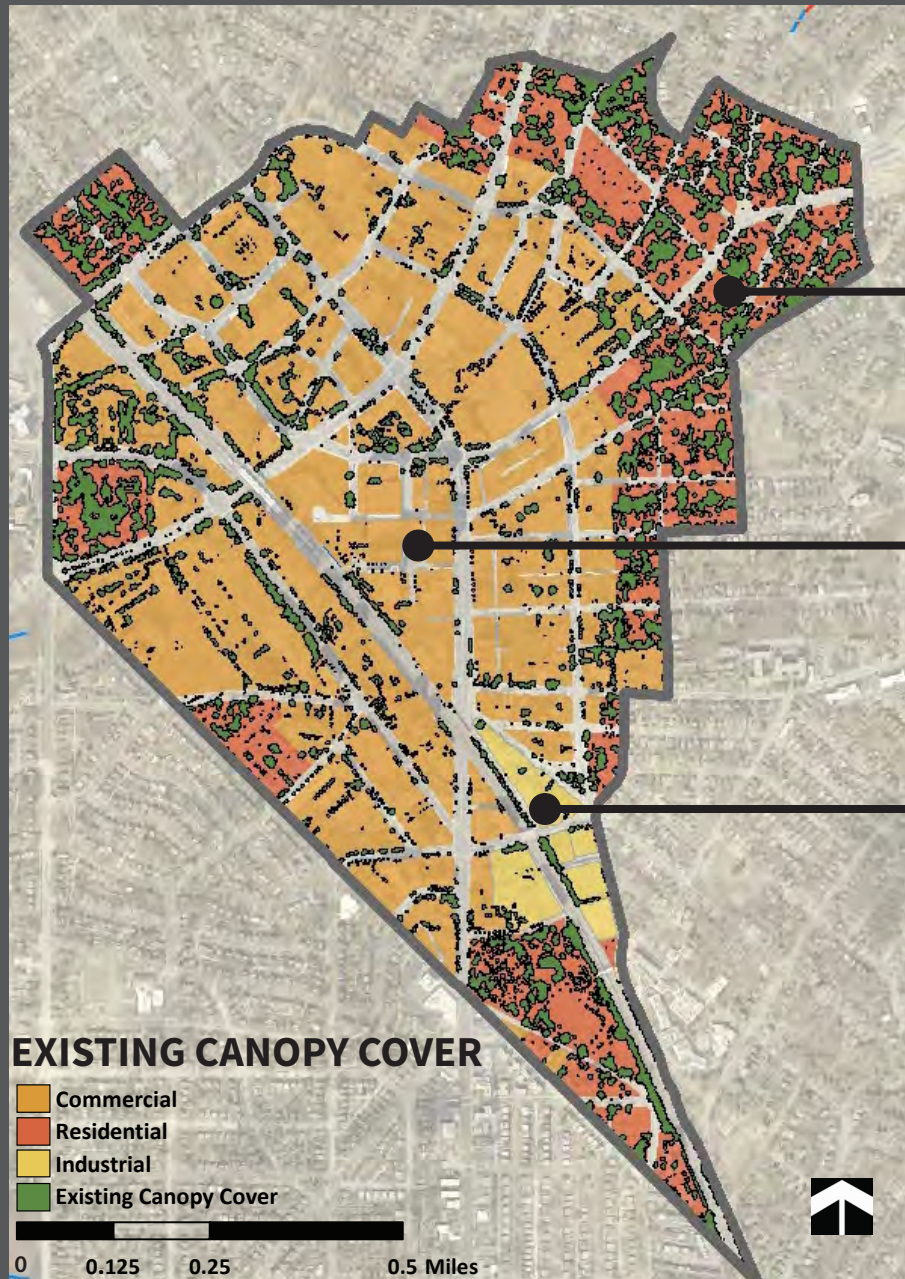 EXISTING CANOPY COVER
Commercial
Residential
Industrial
Existing Canopy Cover
0 0.125 0.25 0.5 Miles